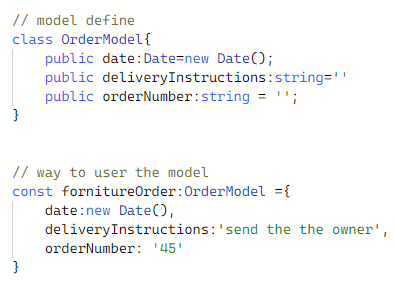 // model define
class OrderModel{
    public date:Date=new Date();
    public deliveryInstructions:string=''
    public orderNumber:string = '';
}
// way to user the model
const fornitureOrder:OrderModel ={
    date:new Date(),
    deliveryInstructions:'send the the owner',
    orderNumber: '45'
}